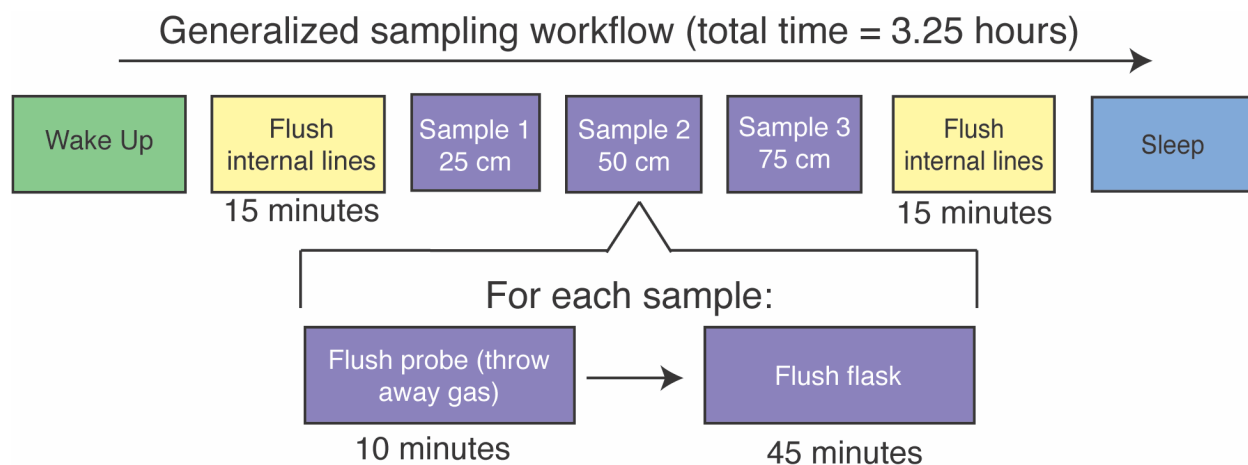 Generalized sampling workflow (total time = 3.25 hours)
Wake Up
Flush
internal lines
15 minutes
Sample 1
25 cm
Sample 2
50 cm
Sample 3
75 cm
Flush
internal lines
15 minutes
Sleep
For each sample:
Flush probe (throw
away gas)
10 minutes
Flush flask
45 minutes